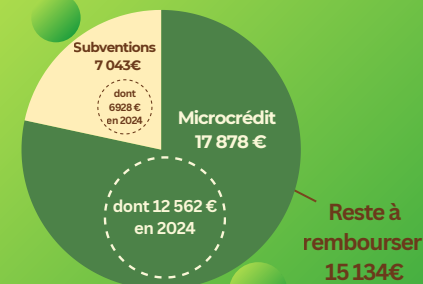 Subventions
7 043€
dont
6928 €
en 2024
Microcrédit
17 878 €
dont 12 562 €
en 2024
Reste à
rembourser
15 134€